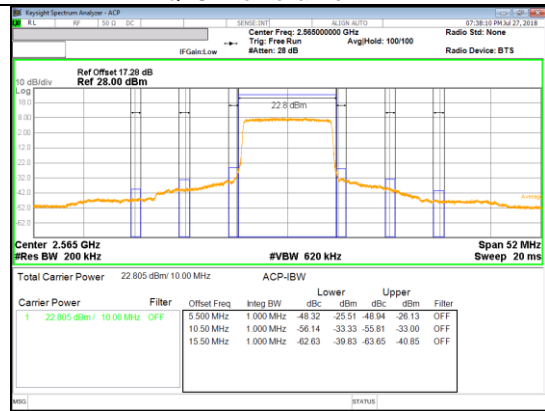 Keysight Spectrum Analyzer - ACP
RL RF 50 Ω DC SENSE:INT ALIGN AUTO 07:38:10 PM Jul 27, 2018
Center Freq: 2.565000000 GHz Radio Std: None
Trig: Free Run Avg|Hold: 100/100
IFGain:Low #Atten: 28 dB Radio Device: BTS
Ref Offset 17.28 dB
10 dB/div Ref 28.00 dBm
Log
18.0
22.8 dBm
8.00
-2.00
-12.0
-22.0
-32.0
-42.0
Average
-52.0
-62.0
Center 2.565 GHz Span 52 MHz
#Res BW 200 kHz #VBW 620 kHz Sweep 20 ms
Total Carrier Power 22.805 dBm/ 10.00 MHz ACP-IBW
Lower Upper
Carrier Power Filter Offset Freq Integ BW dBc dBm dBc dBm Filter
1 22.805 dBm / 10.00 MHz OFF 5.500 MHz 1.000 MHz -48.32 -25.51 -48.94 -26.13 OFF
10.50 MHz 1.000 MHz -56.14 -33.33 -55.81 -33.00 OFF
15.50 MHz 1.000 MHz -62.63 -39.83 -63.65 -40.85 OFF
MSG STATUS